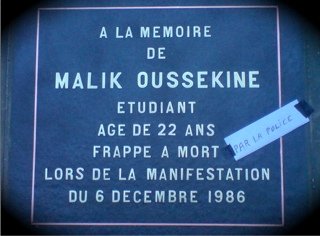 A LA MEMOIRE
DE
MALIK OUSSEKINE
ETUDIANT
AGE DE 22 ANS
FRAPPE A MORT
PAR LA POLICE
LORS DE LA MANIFESTATION
DU 6 DECEMBRE 1986